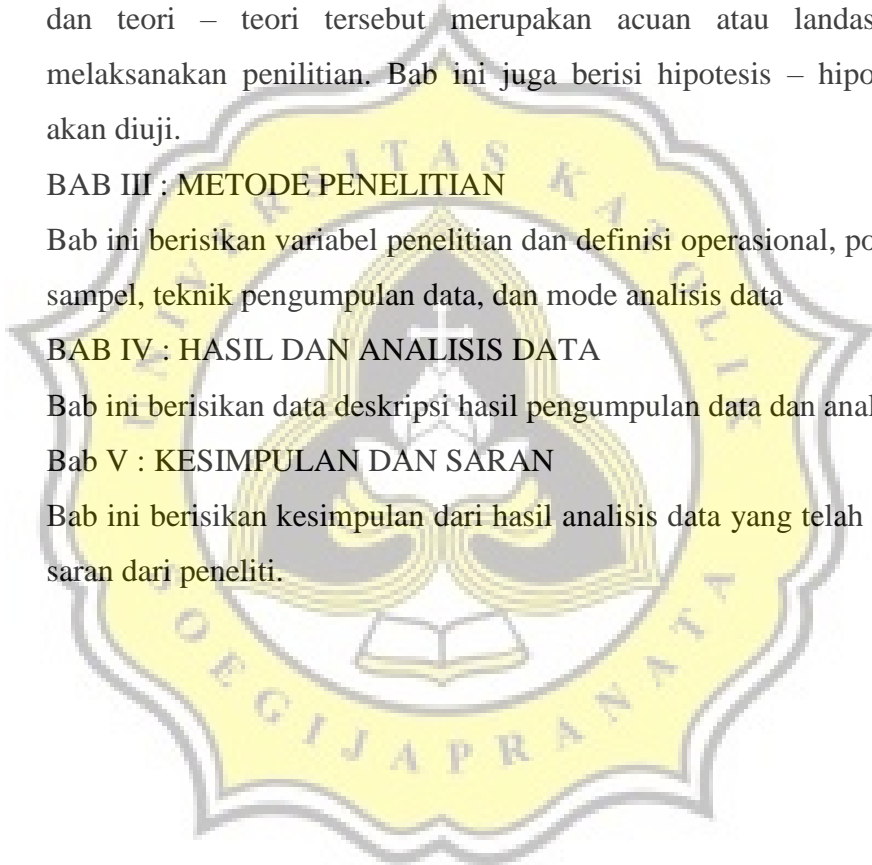 dan teori – teori tersebut merupakan acuan atau landas
melaksanakan penilitian. Bab ini juga berisi hipotesis – hipo
akan diuji.
BAB III : METODE PENELITIAN
Bab ini berisikan variabel penelitian dan definisi operasional, po
sampel, teknik pengumpulan data, dan mode analisis data
BAB IV : HASIL DAN ANALISIS DATA
Bab ini berisikan data deskripsi hasil pengumpulan data dan anal
Bab V : KESIMPULAN DAN SARAN
Bab ini berisikan kesimpulan dari hasil analisis data yang telah
saran dari peneliti.
UNIVERSITAS KATOLIK
SOEGIJAPRANATA